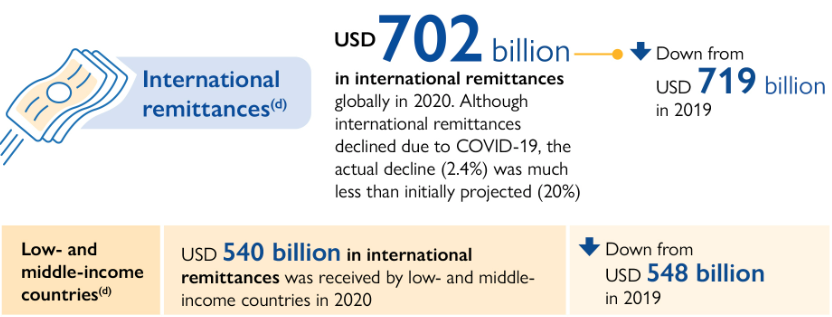 International
remittances(d)
USD 702 billion
in international remittances
globally in 2020. Although
international remittances
declined due to COVID-19, the
actual decline (2.4%) was much
less than initially projected (20%)
Down from
USD 719 billion
in 2019
Low- and
middle-income
countries(d)
USD 540 billion in international
remittances was received by low- and middle-
income countries in 2020
Down from
USD 548 billion
in 2019